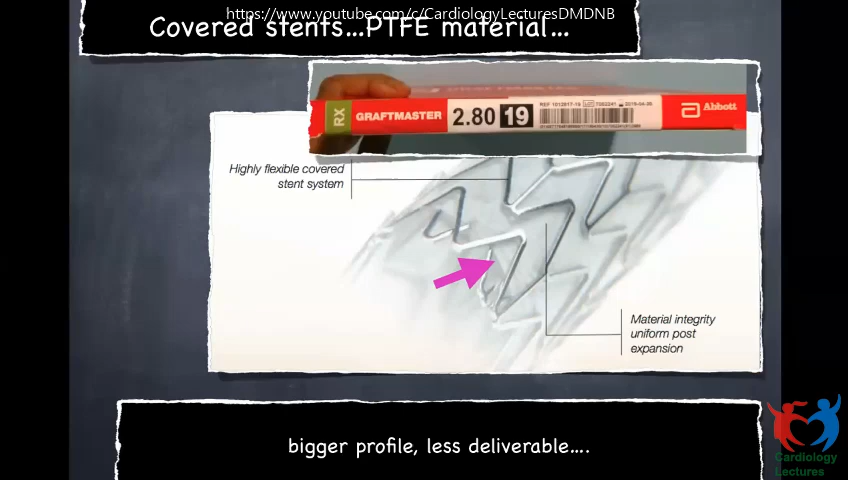 https://www.youtube.com/c/CardiologyLecturesDMDNB
Covered stents...PTFE material...
RX GRAFTMASTER 2.80 19 Abbott
Highly flexible covered
stent system
Material integrity
uniform post
expansion
bigger profile, less deliverable....
Cardiology
Lectures